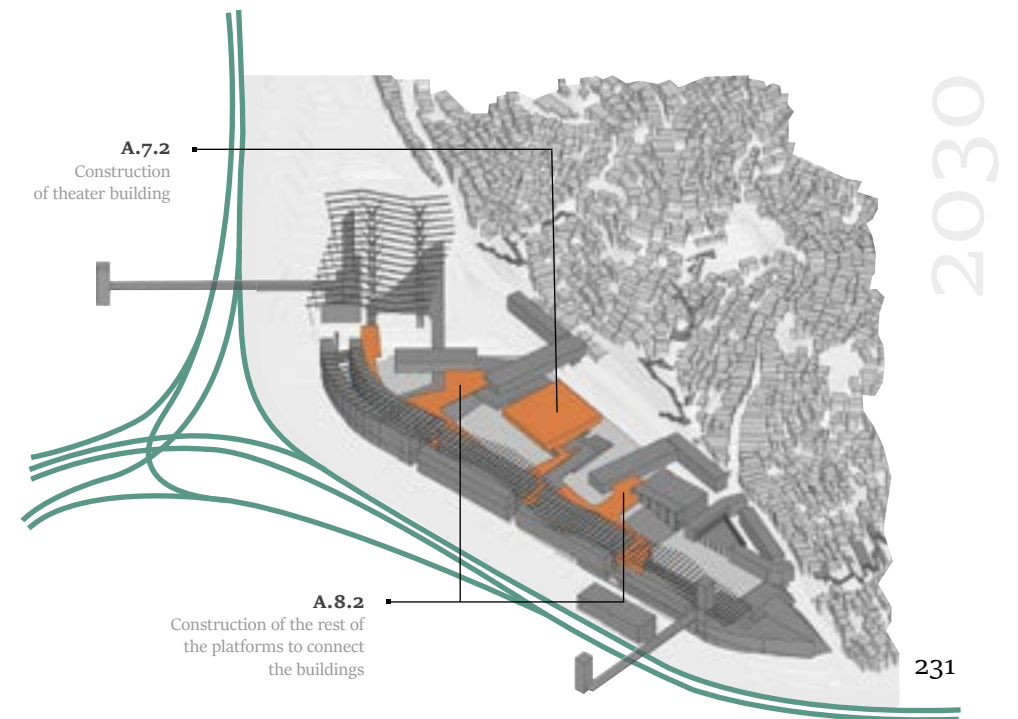 2030
A.7.2
Construction
of theater building
A.8.2
Construction of the rest of
the platforms to connect
the buildings
231